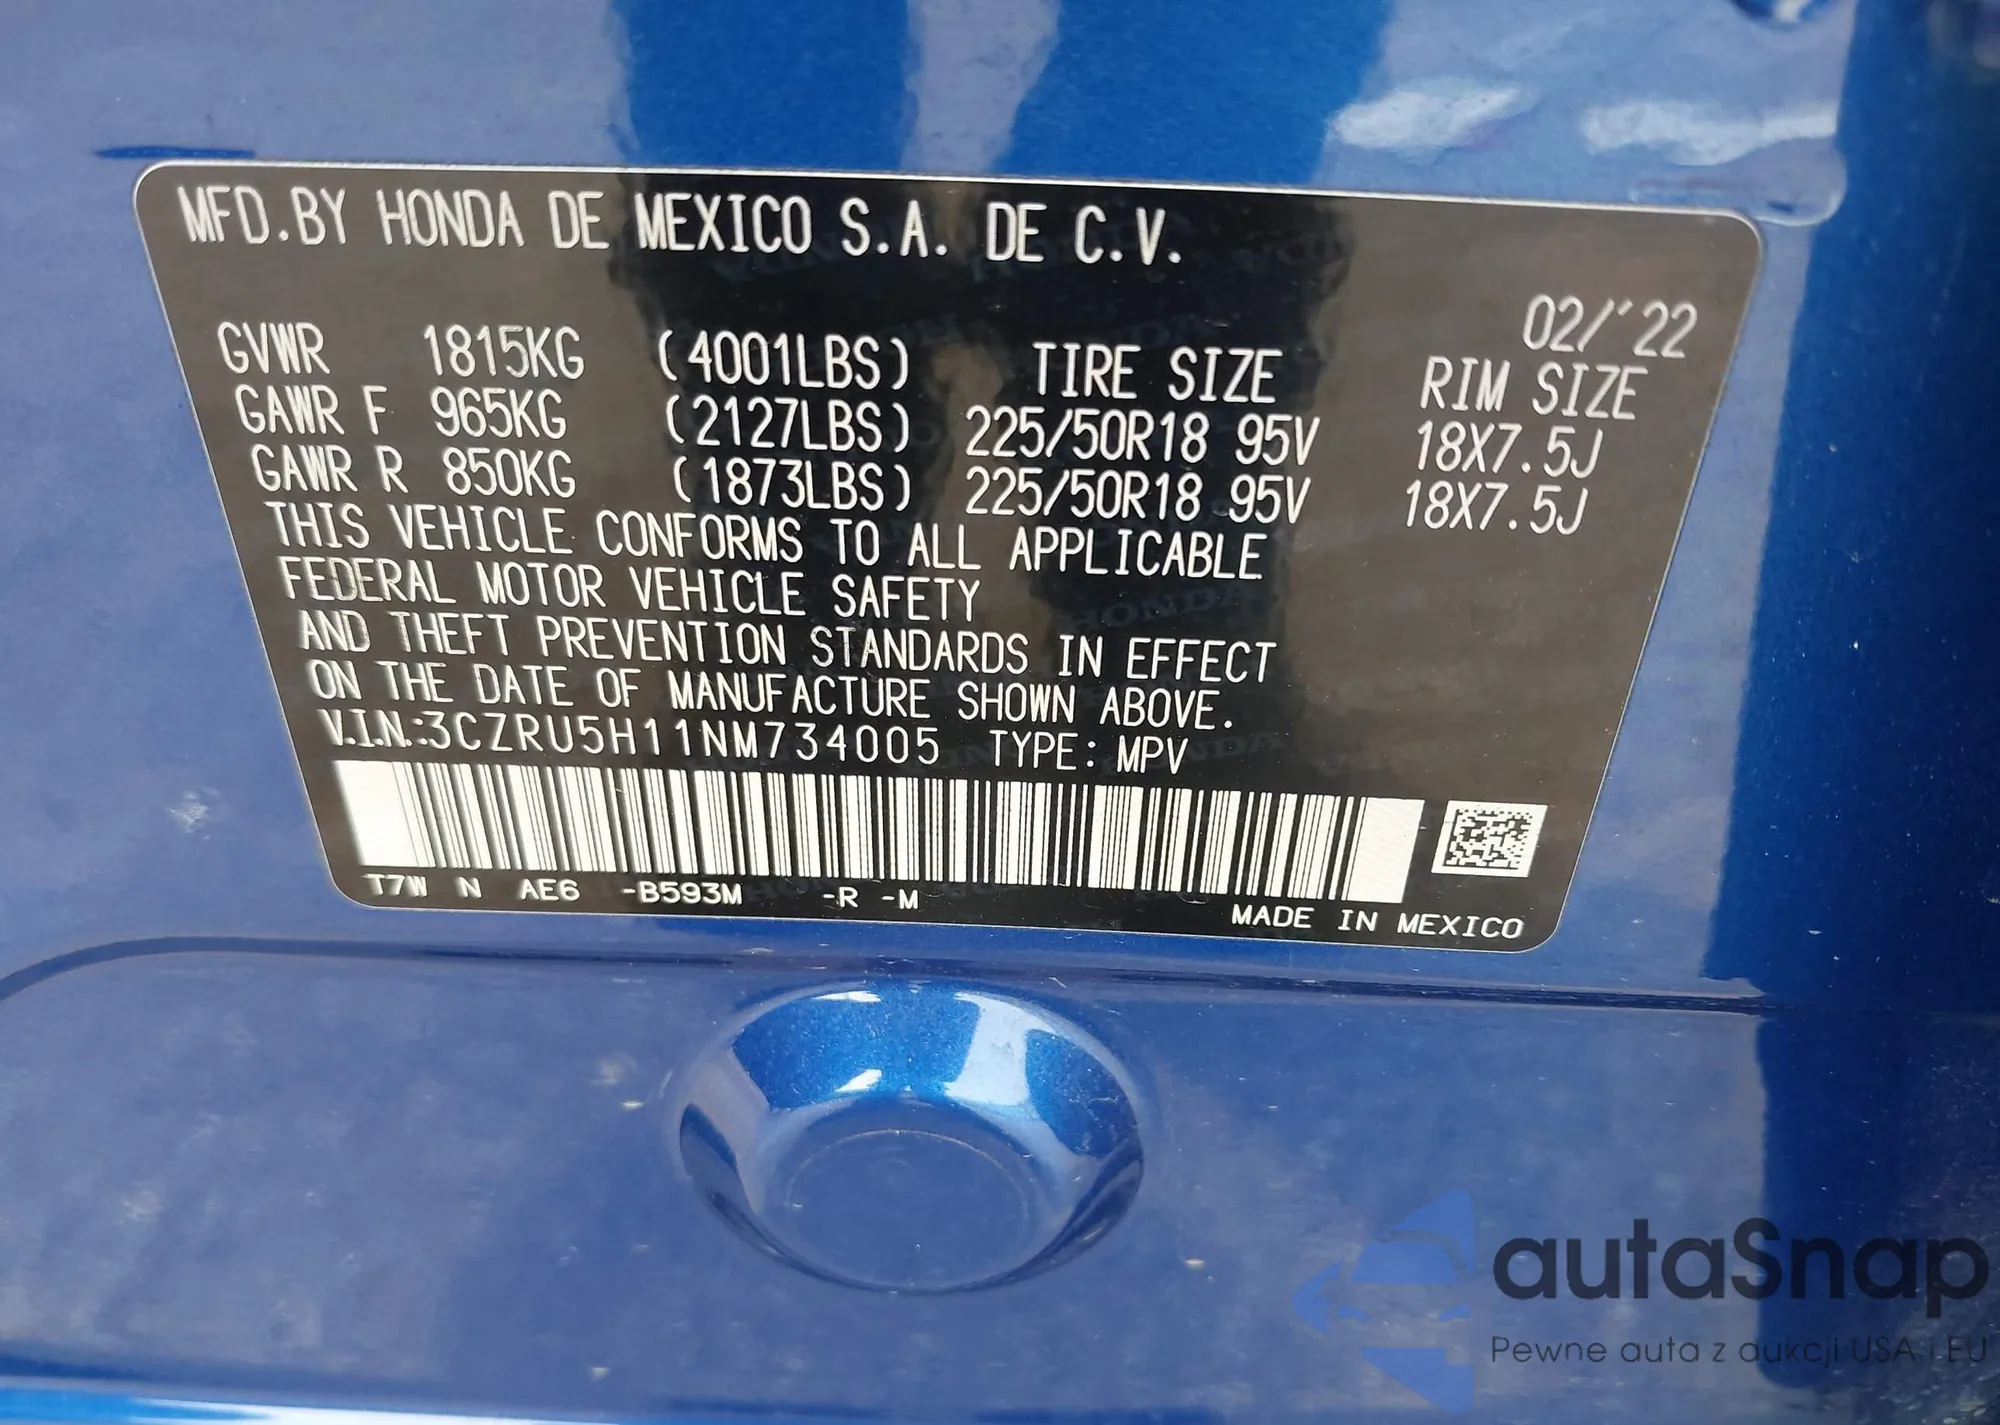 MFD.BY HONDA DE MEXICO S.A. DE C.V.
02/'22
GVWR 1815KG (4001LBS) TIRE SIZE RIM SIZE
GAWR F 965KG (2127LBS) 225/50R18 95V 18X7.5J
GAWR R 850KG (1873LBS) 225/50R18 95V 18X7.5J
THIS VEHICLE CONFORMS TO ALL APPLICABLE
FEDERAL MOTOR VEHICLE SAFETY
AND THEFT PREVENTION STANDARDS IN EFFECT
ON THE DATE OF MANUFACTURE SHOWN ABOVE.
V.I.N.:3CZRU5H11NM734005 TYPE: MPV
T7W N AE6 -B593M -R -M
MADE IN MEXICO
autaSnap
Pewne auta z aukcji USA i EU